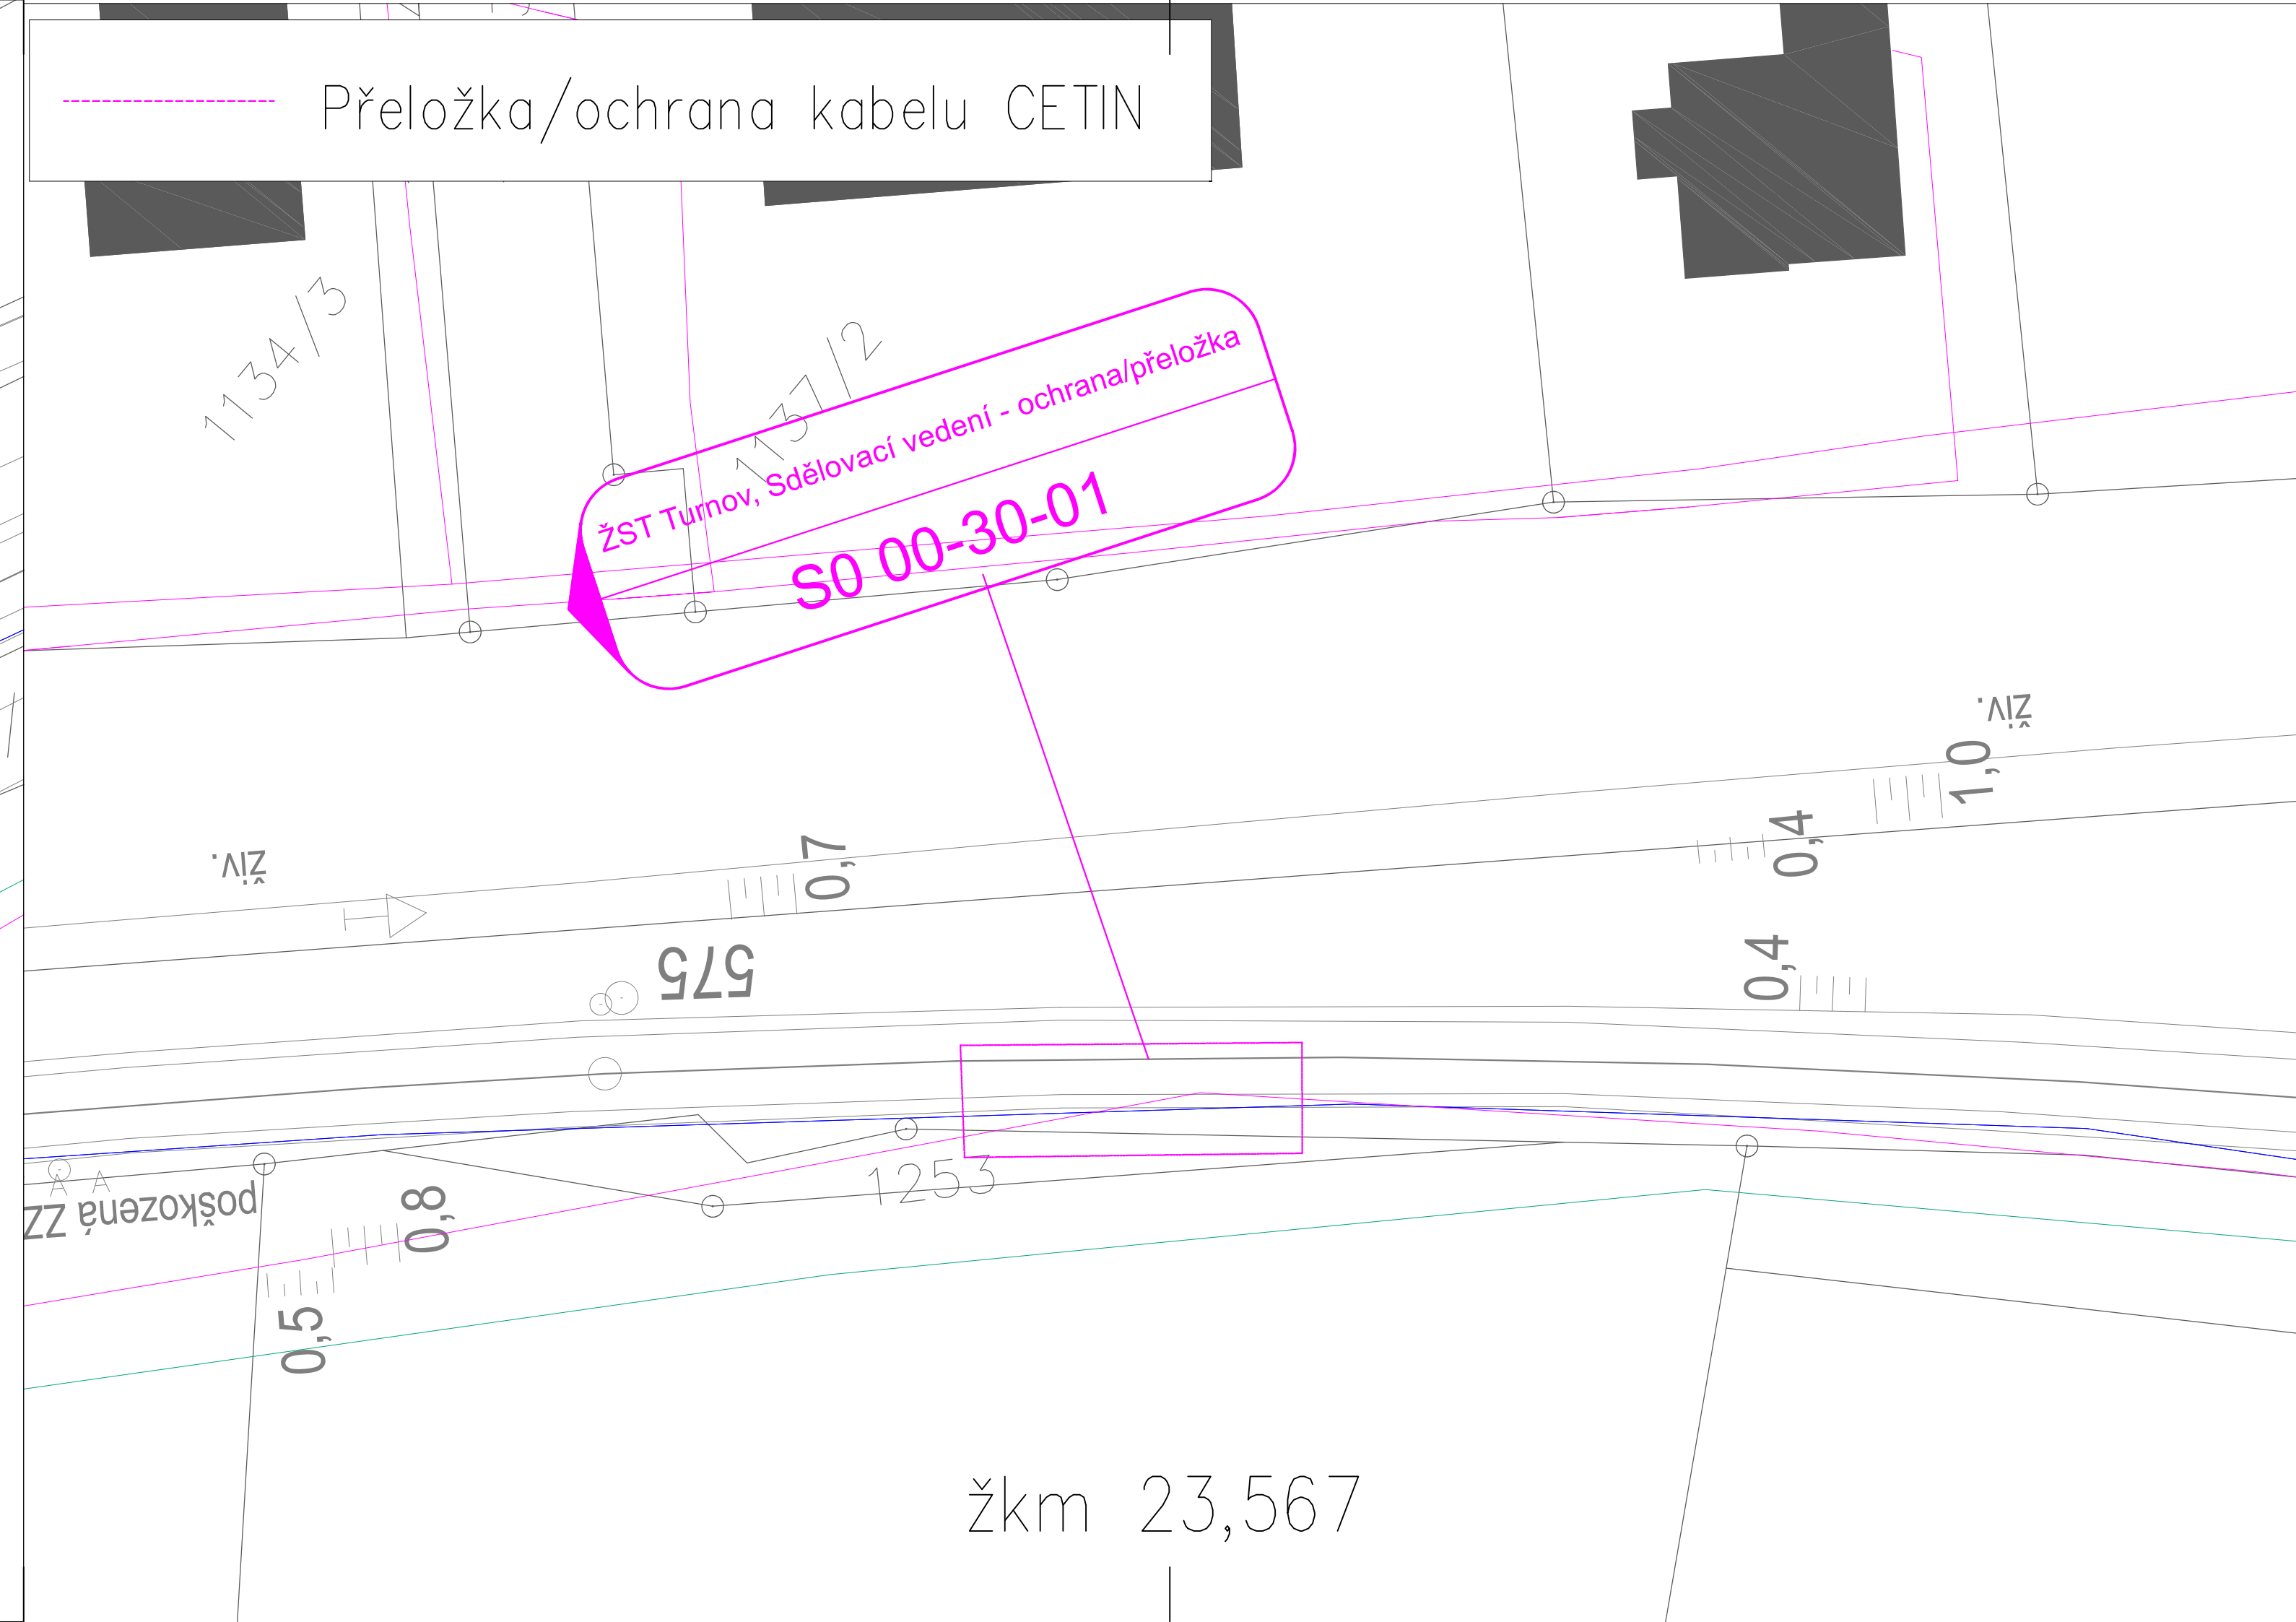 Přeložka/ochrana kabelu CETIN
1134/3
1137/2
ŽST Turnov, Sdělovací vedení - ochrana/přeložka
S0 00-30-01
živ.
1,0
živ.
0,7
0,4
575
0,4
1253
poškozená ZZ
0,8
0,5
žkm 23,567